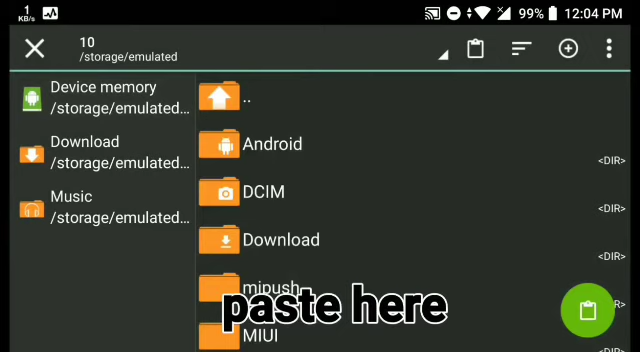 1
KB/s
99%
12:04 PM
10
/storage/emulated
Device memory
/storage/emulated...
Download
/storage/emulated...
Music
/storage/emulated...
..
Android
<DIR>
DCIM
<DIR>
Download
<DIR>
mipush
MIUI
paste here